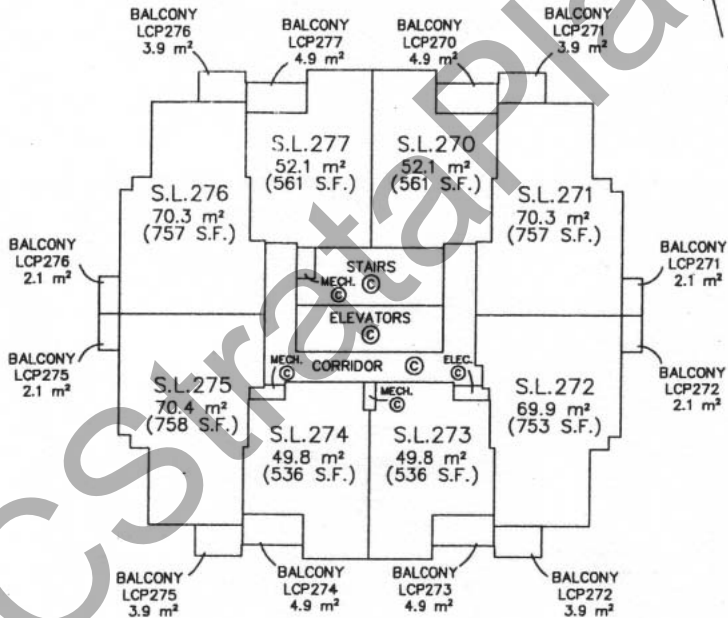 BALCONY
LCP276
3.9 m²
BALCONY
LCP277
4.9 m²
BALCONY
LCP270
4.9 m²
BALCONY
LCP271
3.9 m²
S.L.277
52.1 m²
(561 S.F.)
S.L.270
52.1 m²
(561 S.F.)
S.L.276
70.3 m²
(757 S.F.)
S.L.271
70.3 m²
(757 S.F.)
BALCONY
LCP276
2.1 m²
BALCONY
LCP271
2.1 m²
STAIRS
©
MECH.
©
ELEVATORS
©
BALCONY
LCP275
2.1 m²
BALCONY
LCP272
2.1 m²
MECH.
©
CORRIDOR ©
ELEC.
©
MECH.
©
S.L.275
70.4 m²
(758 S.F.)
S.L.274
49.8 m²
(536 S.F.)
S.L.273
49.8 m²
(536 S.F.)
S.L.272
69.9 m²
(753 S.F.)
BALCONY
LCP275
3.9 m²
BALCONY
LCP274
4.9 m²
BALCONY
LCP273
4.9 m²
BALCONY
LCP272
3.9 m²
CStrataPla